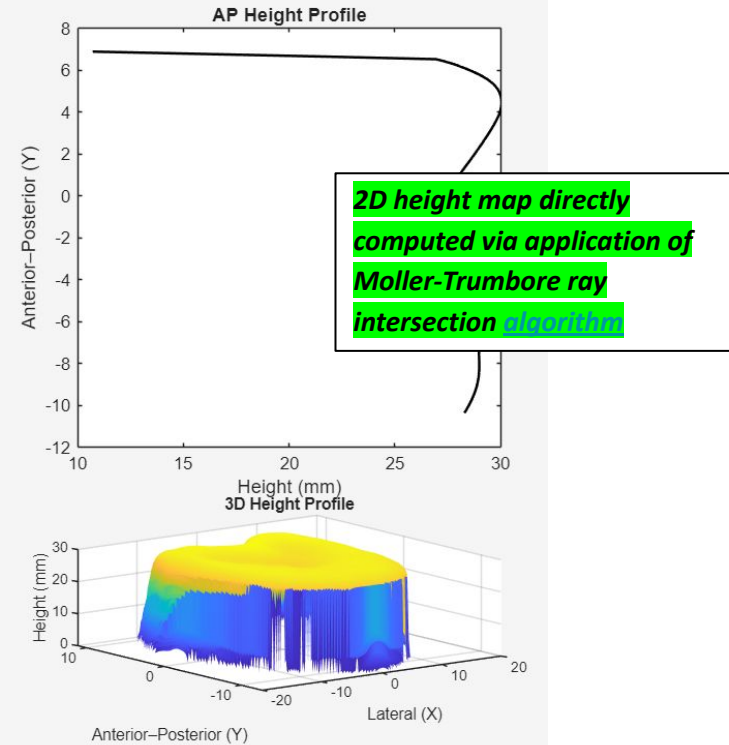 AP Height Profile
8
6
4
2
0
-2
-4
-6
-8
-10
-12
Anterior–Posterior (Y)
10 15 20 25 30
Height (mm)
2D height map directly
computed via application of
Moller-Trumbore ray
intersection algorithm
3D Height Profile
30
20
10
0
Height (mm)
10 0 -10
Anterior–Posterior (Y)
-20 -10 0 10 20
Lateral (X)